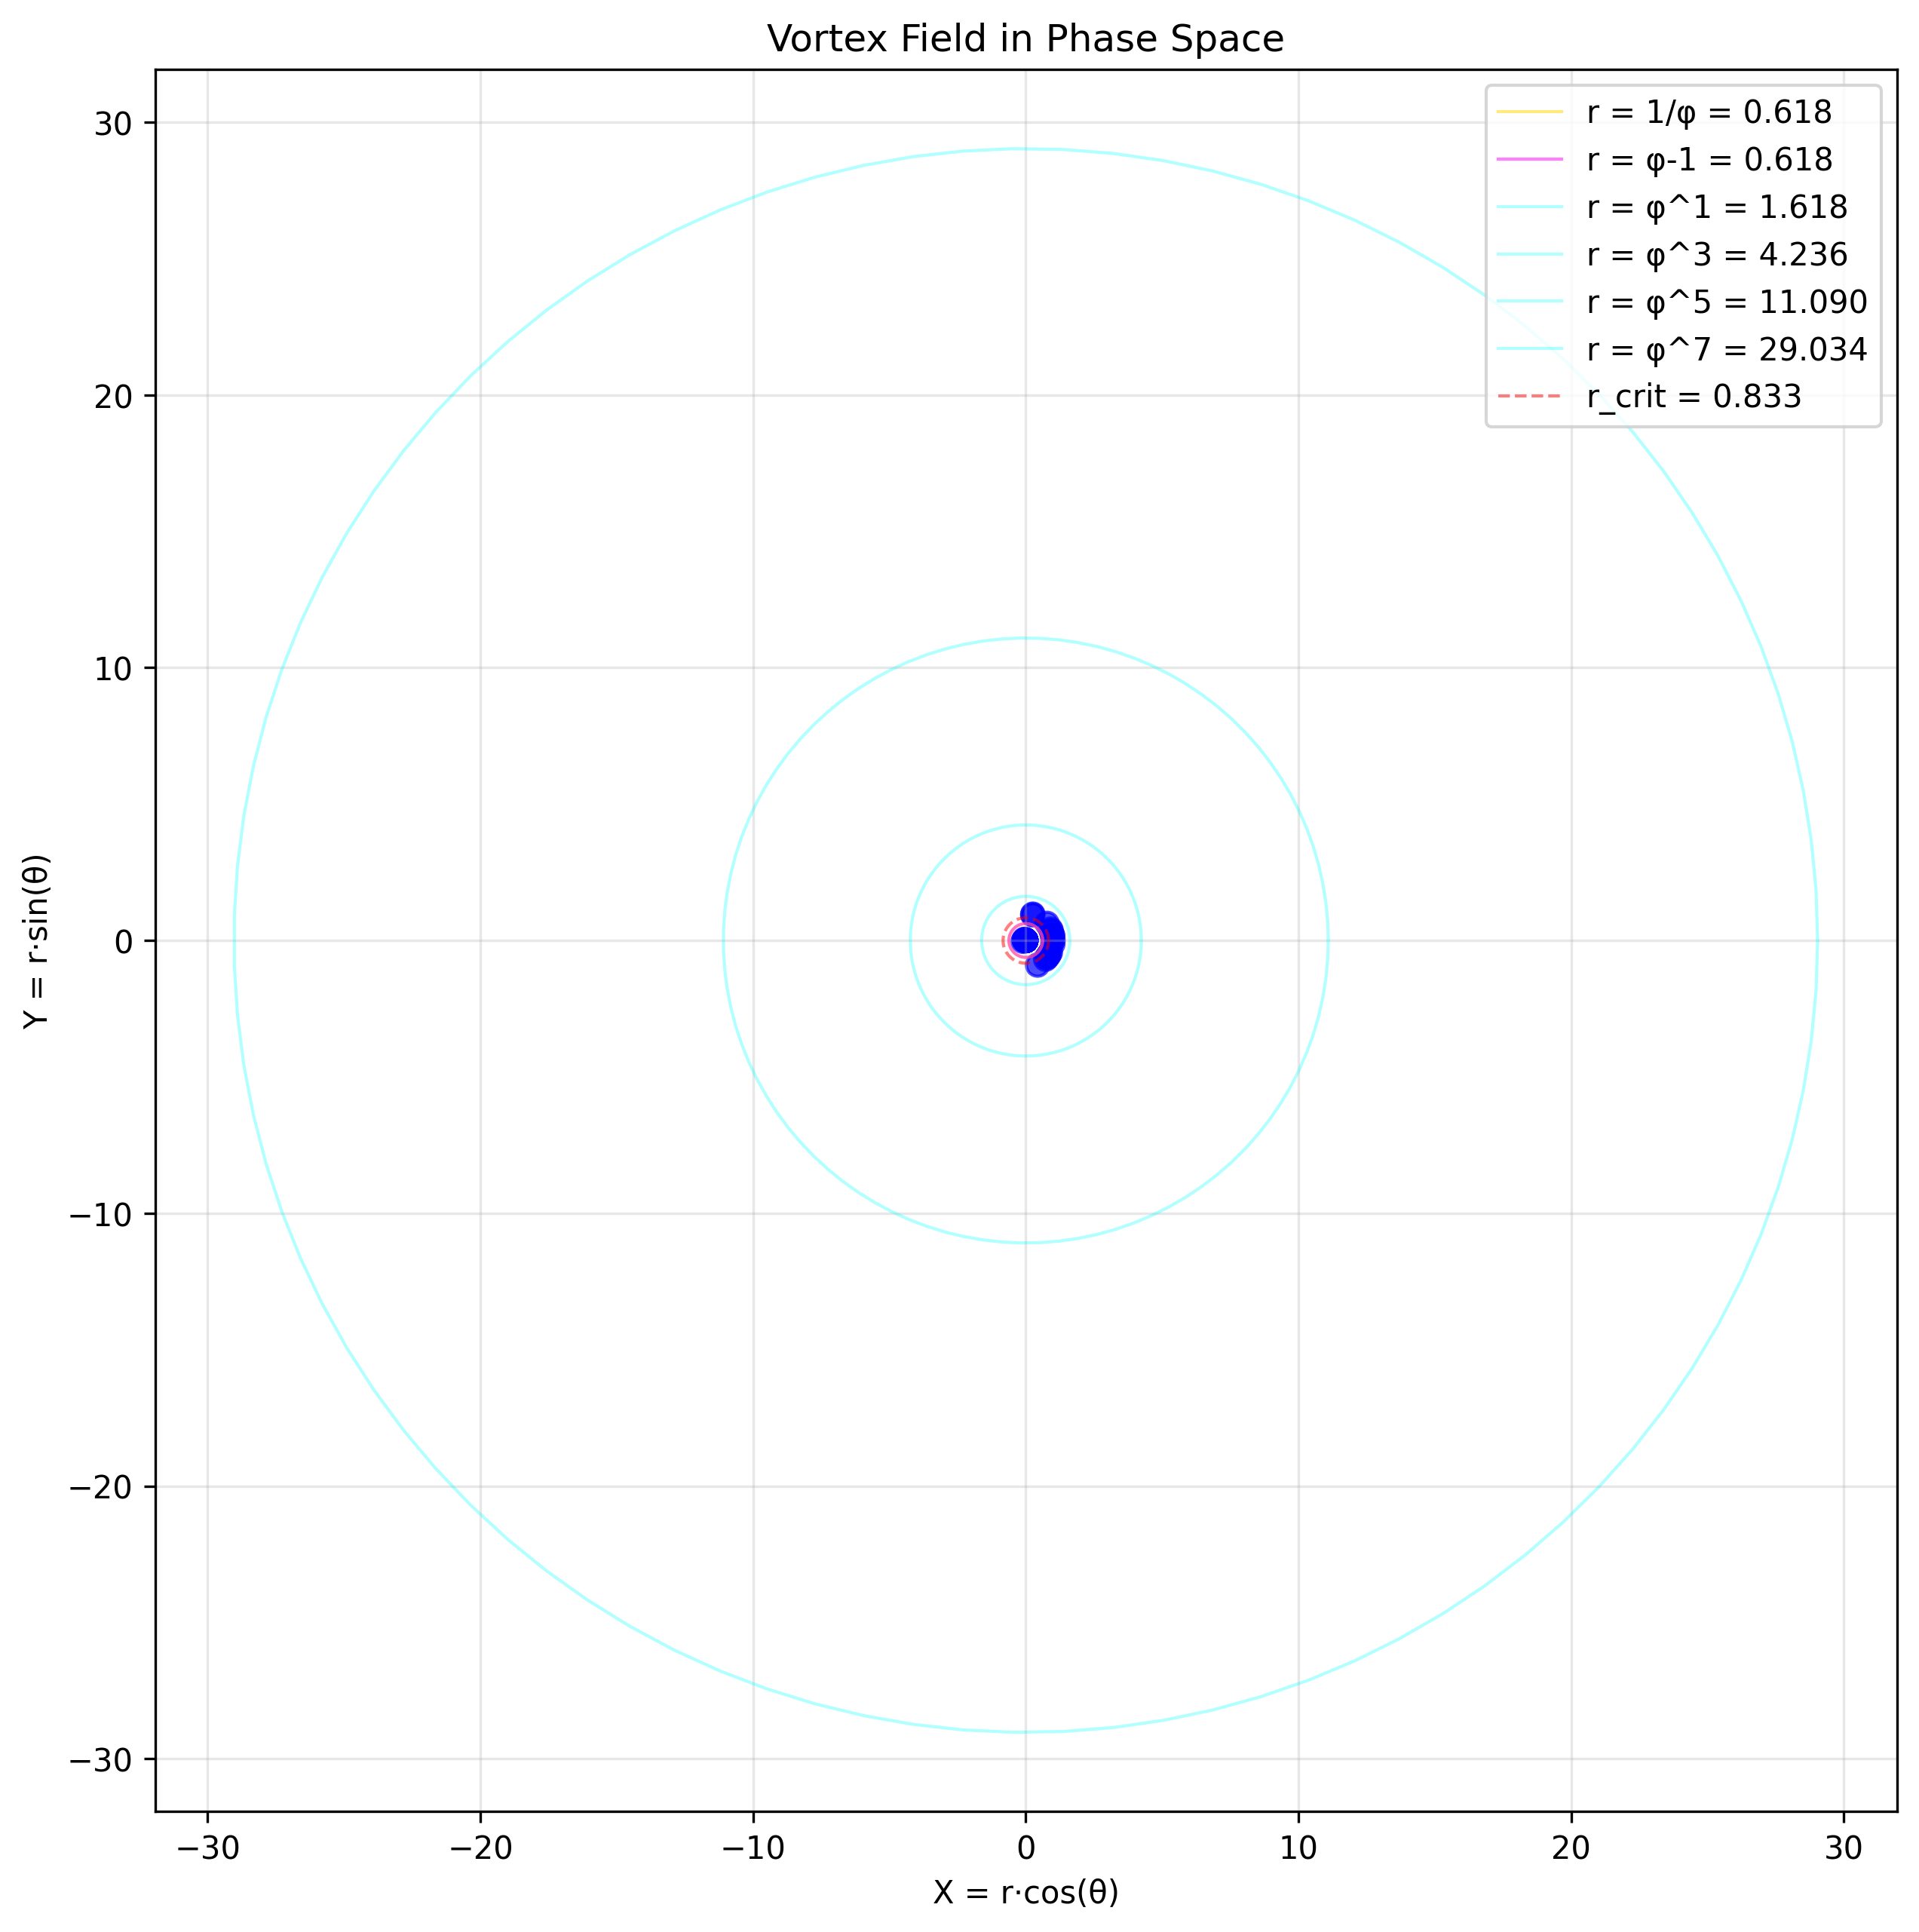 Vortex Field in Phase Space
r = 1/φ = 0.618
r = φ-1 = 0.618
r = φ^1 = 1.618
r = φ^3 = 4.236
r = φ^5 = 11.090
r = φ^7 = 29.034
r_crit = 0.833
30
20
10
0
−10
−20
−30
Y = r·sin(θ)
−30 −20 −10 0 10 20 30
X = r·cos(θ)